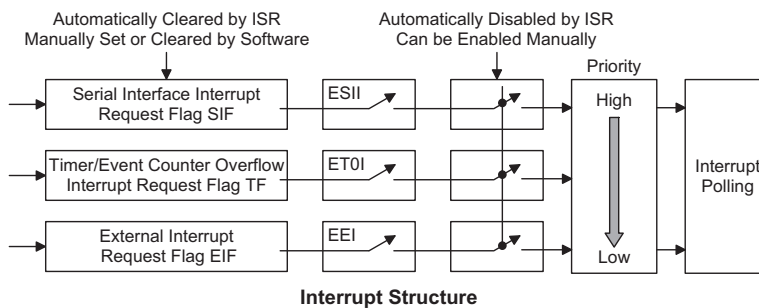 Automatically Cleared by ISR
Manually Set or Cleared by Software
Automatically Disabled by ISR
Can be Enabled Manually
Priority
Serial Interface Interrupt
Request Flag SIF
ESII
High
Timer/Event Counter Overflow
Interrupt Request Flag TF
ET0I
Interrupt
Polling
External Interrupt
Request Flag EIF
EEI
Low
Interrupt Structure